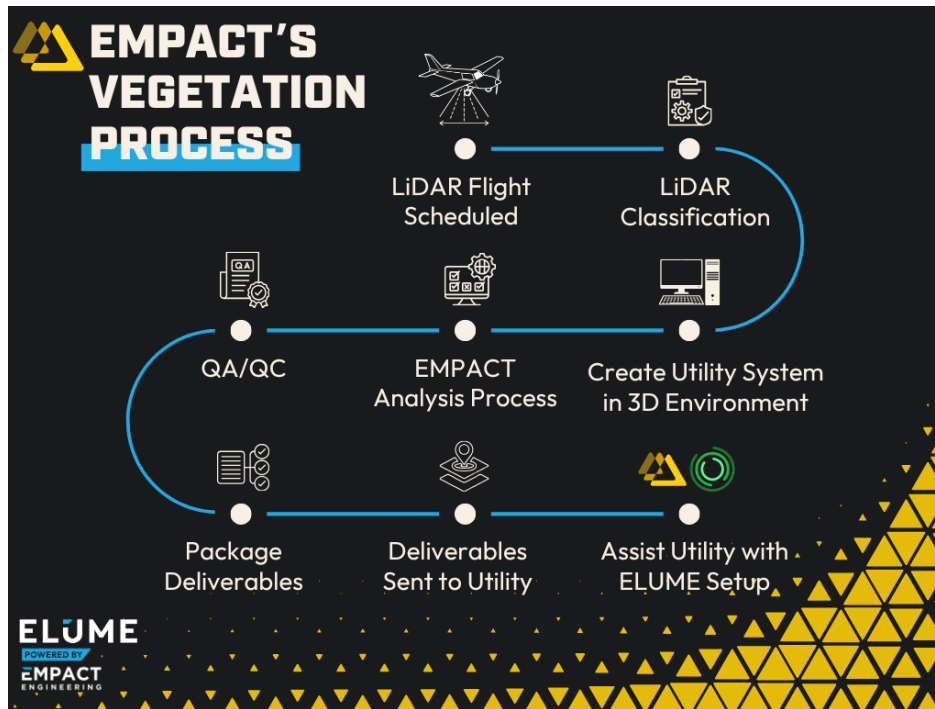 EMPACT'S
VEGETATION
PROCESS
LiDAR Flight
Scheduled
LiDAR
Classification
Create Utility System
in 3D Environment
EMPACT
Analysis Process
QA
QA/QC
Package
Deliverables
Deliverables
Sent to Utility
Assist Utility with
ELUME Setup
ELUME
POWERED BY
EMPACT
ENGINEERING